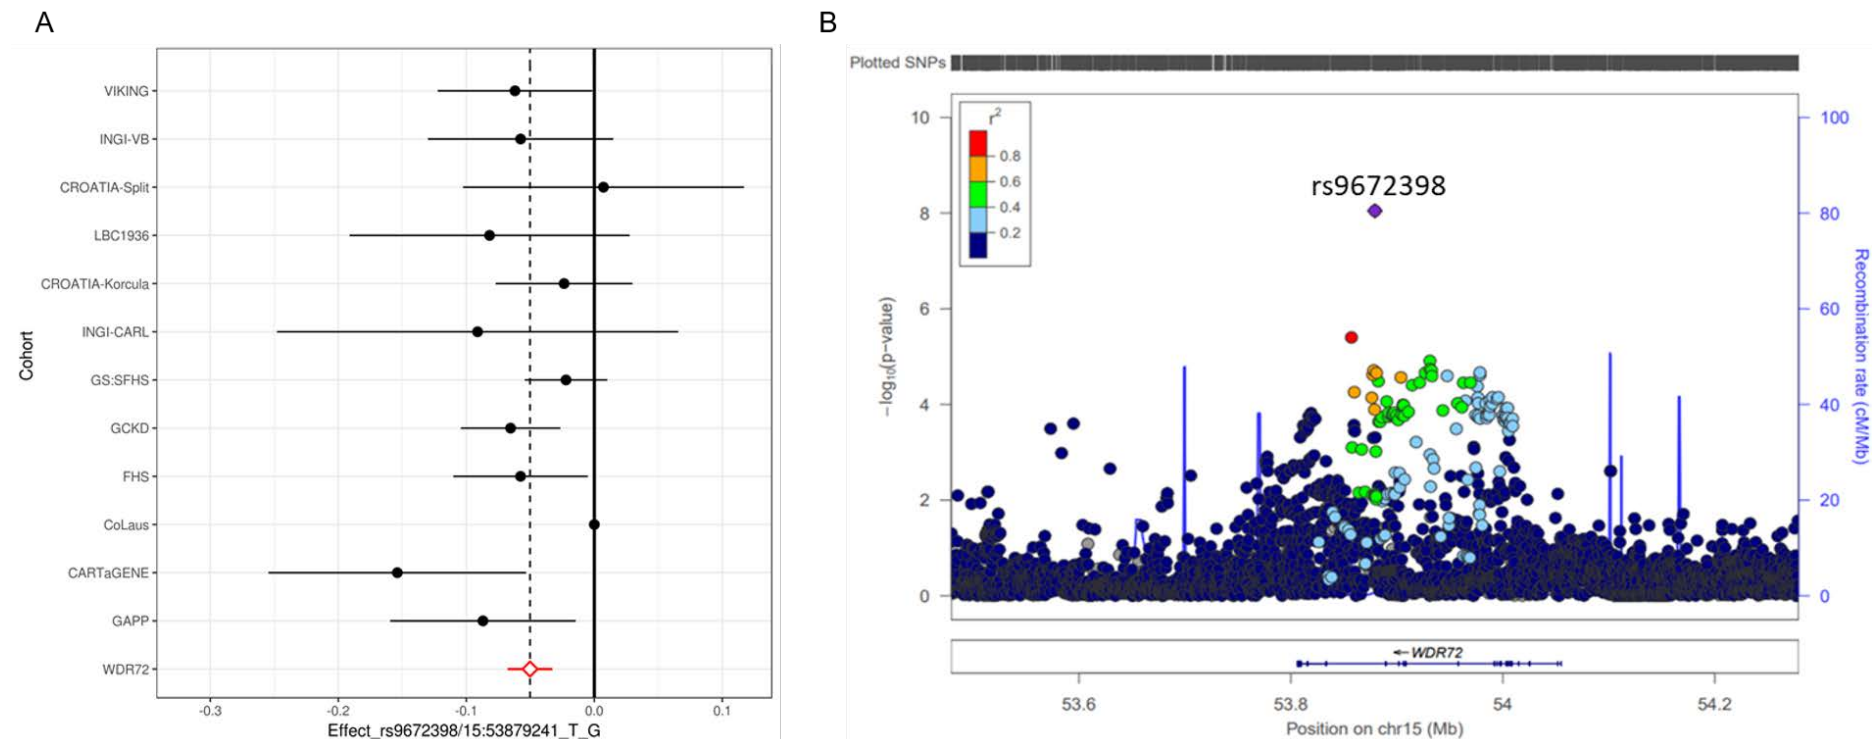 A
Cohort
VIKING
INGI-VB
CROATIA-Split
LBC1936
CROATIA-Korcula
INGI-CARL
GS:SFHS
GCKD
FHS
CoLaus
CARTaGENE
GAPP
WDR72
-0.3 -0.2 -0.1 0.0 0.1
Effect_rs9672398/15:53879241_T_G
B
Plotted SNPs
r²
0.8
0.6
0.4
0.2
rs9672398
−log₁₀(p−value)
10
8
6
4
2
0
100
80
60
40
20
0
Recombination rate (cM/Mb)
←WDR72
53.6 53.8 54 54.2
Position on chr15 (Mb)